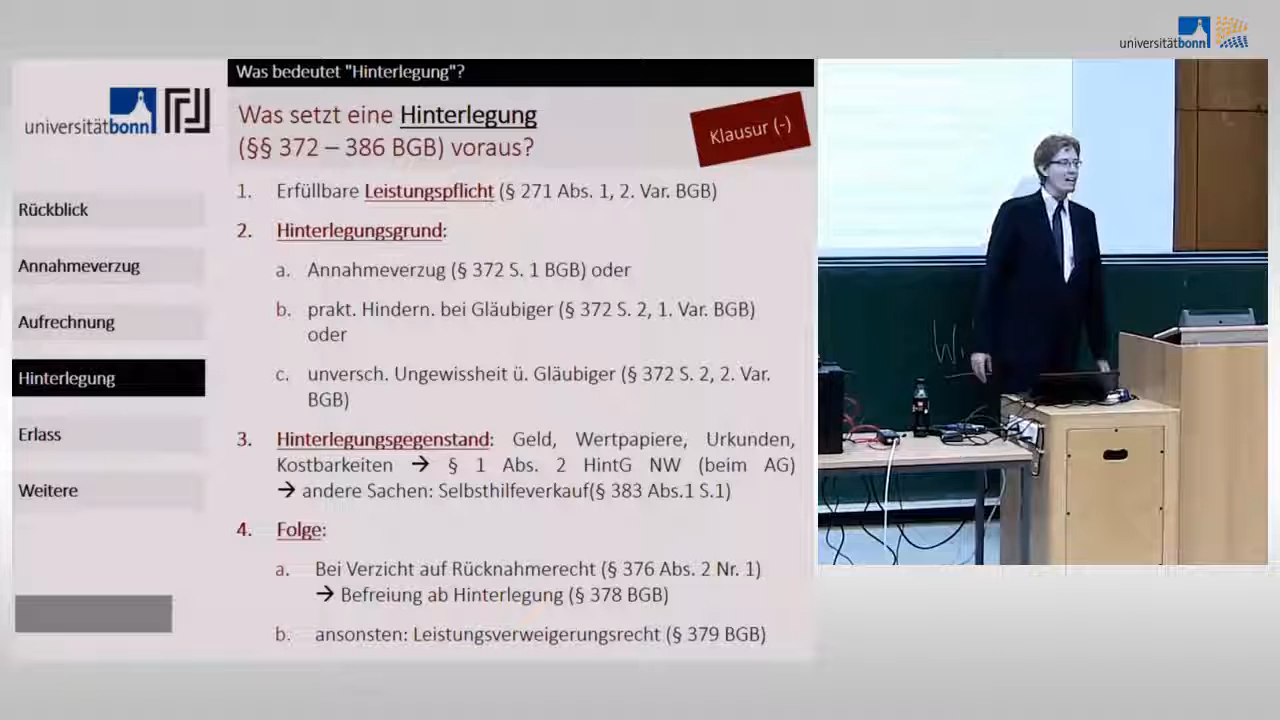 universitätbonn
Was bedeutet "Hinterlegung"?
universitätbonn
Was setzt eine Hinterlegung
(§§ 372 – 386 BGB) voraus?
Klausur (-)
Rückblick
Annahmeverzug
Aufrechnung
Hinterlegung
Erlass
Weitere
1. Erfüllbare Leistungspflicht (§ 271 Abs. 1, 2. Var. BGB)
2. Hinterlegungsgrund:
a. Annahmeverzug (§ 372 S. 1 BGB) oder
b. prakt. Hindern. bei Gläubiger (§ 372 S. 2, 1. Var. BGB)
oder
c. unversch. Ungewissheit ü. Gläubiger (§ 372 S. 2, 2. Var.
BGB)
3. Hinterlegungsgegenstand: Geld, Wertpapiere, Urkunden,
Kostbarkeiten → § 1 Abs. 2 HintG NW (beim AG)
→ andere Sachen: Selbsthilfeverkauf(§ 383 Abs.1 S.1)
4. Folge:
a. Bei Verzicht auf Rücknahmerecht (§ 376 Abs. 2 Nr. 1)
→ Befreiung ab Hinterlegung (§ 378 BGB)
b. ansonsten: Leistungsverweigerungsrecht (§ 379 BGB)